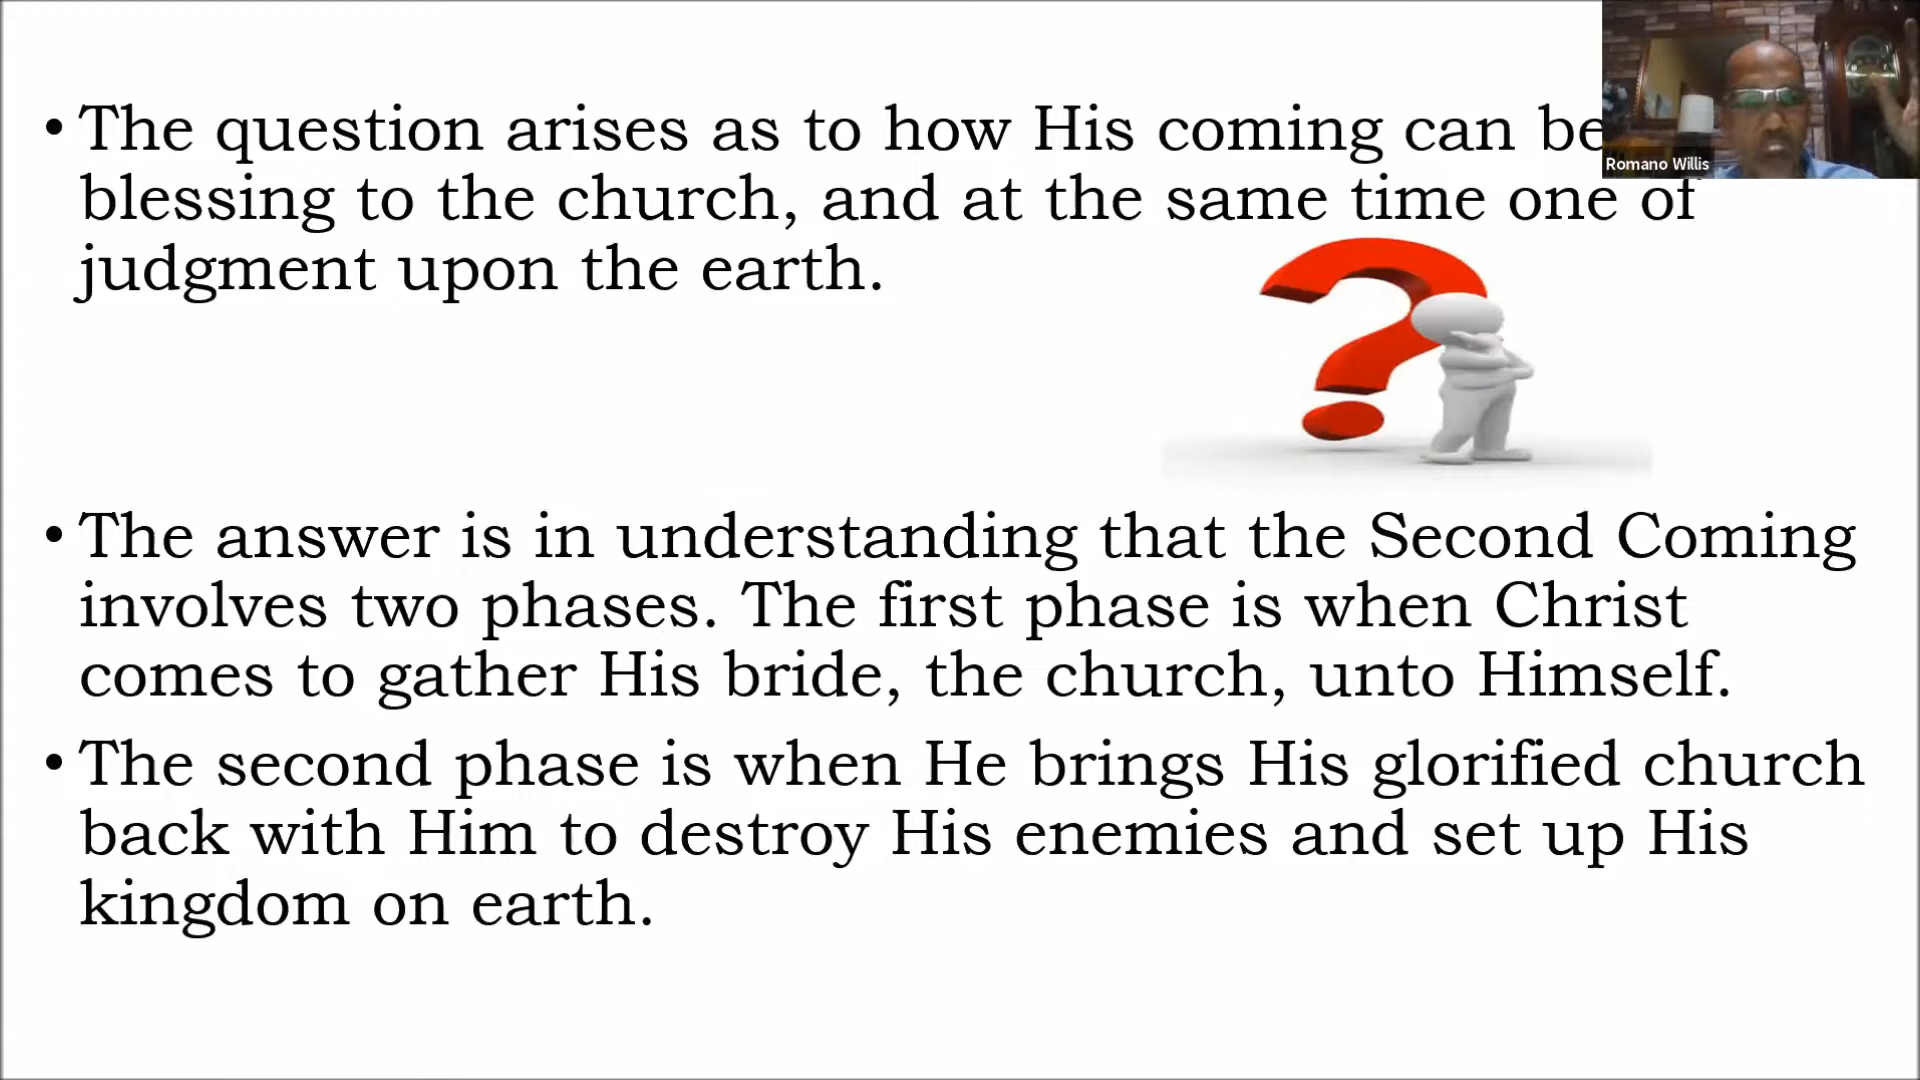 • The question arises as to how His coming can be
blessing to the church, and at the same time one of
judgment upon the earth.
• The answer is in understanding that the Second Coming
involves two phases. The first phase is when Christ
comes to gather His bride, the church, unto Himself.
• The second phase is when He brings His glorified church
back with Him to destroy His enemies and set up His
kingdom on earth.
Romano Willis